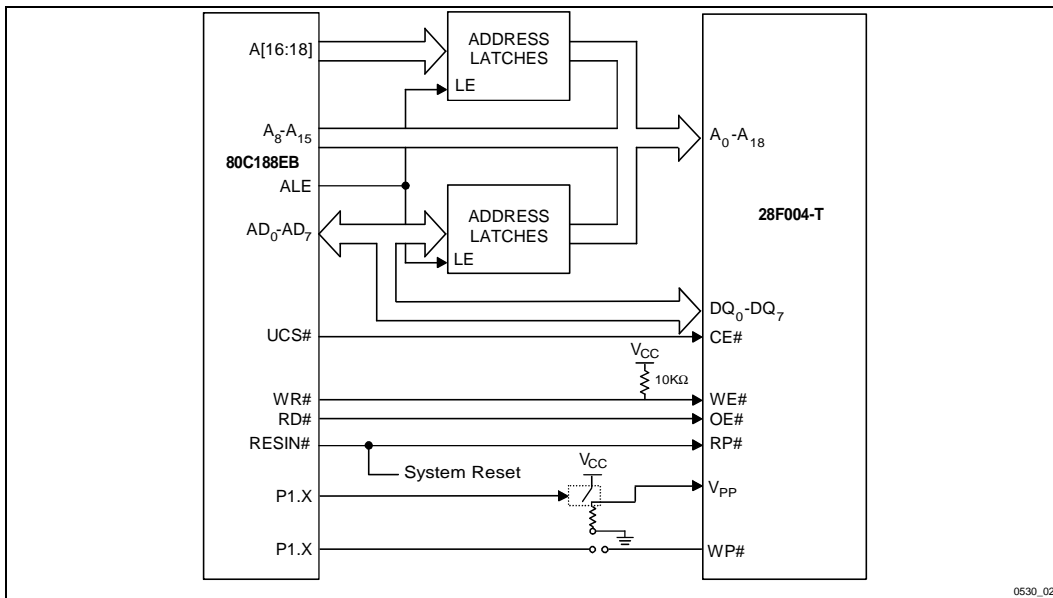 A[16:18]
ADDRESS
LATCHES
LE
A8-A15
A0-A18
80C188EB
ALE
ADDRESS
LATCHES
28F004-T
AD0-AD7
LE
DQ0-DQ7
UCS#
CE#
VCC
10KΩ
WR#
WE#
RD#
OE#
RESIN#
RP#
System Reset
VCC
P1.X
VPP
P1.X
WP#
0530_02